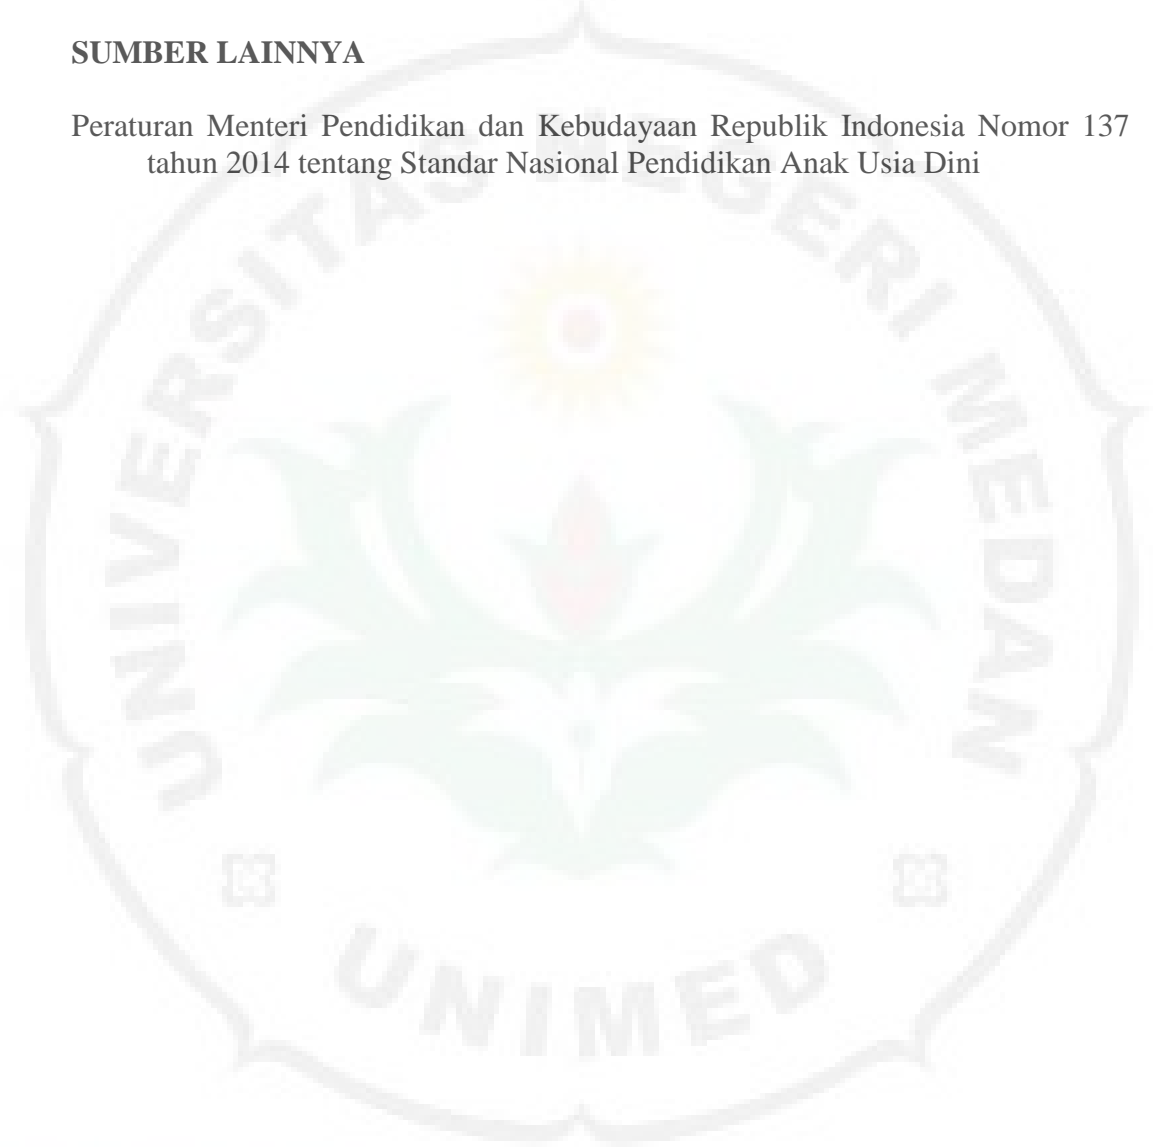 SUMBER LAINNYA
Peraturan Menteri Pendidikan dan Kebudayaan Republik Indonesia Nomor 137
tahun 2014 tentang Standar Nasional Pendidikan Anak Usia Dini
UNIVERSITAS NEGERI MEDAN
UNIMED